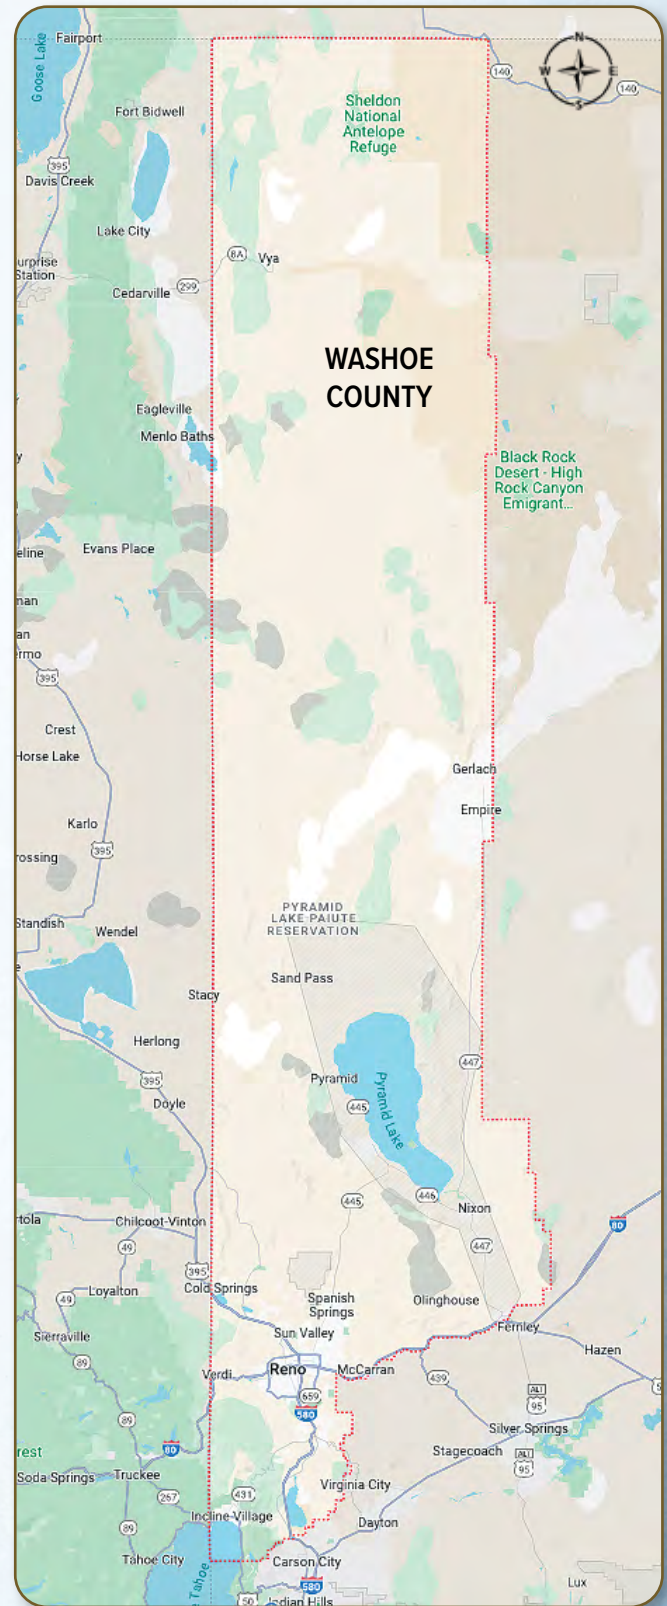 Fairport
N
W
E
S
140
140
Goose Lake
Sheldon
National
Antelope
Refuge
Fort Bidwell
395
Davis Creek
Lake City
8A
Vya
urprise
Station
299
Cedarville
WASHOE
COUNTY
Eagleville
Menlo Baths
y
Black Rock
Desert - High
Rock Canyon
Emigrant...
eline
Evans Place
nan
an
ermo
395
Crest
Horse Lake
Gerlach
Empire
Karlo
395
rossing
PYRAMID
LAKE PAIUTE
RESERVATION
Standish
Wendel
e
Sand Pass
Stacy
Herlong
447
395
Pyramid
Pyramid Lake
Doyle
445
445
446
Nixon
tola
Chilcoot-Vinton
80
49
447
395
Cold Springs
Loyalton
49
Spanish
Springs
Olinghouse
Sierraville
Sun Valley
Fernley
Hazen
89
Verdi
Reno
McCarran
439
659
ALT
95
580
89
Silver Springs
80
Stagecoach
ALT
95
rest
Soda Springs
Truckee
Virginia City
267
431
Incline Village
Dayton
89
Tahoe City
Carson City
Tahoe
580
Lux
50
Indian Hills